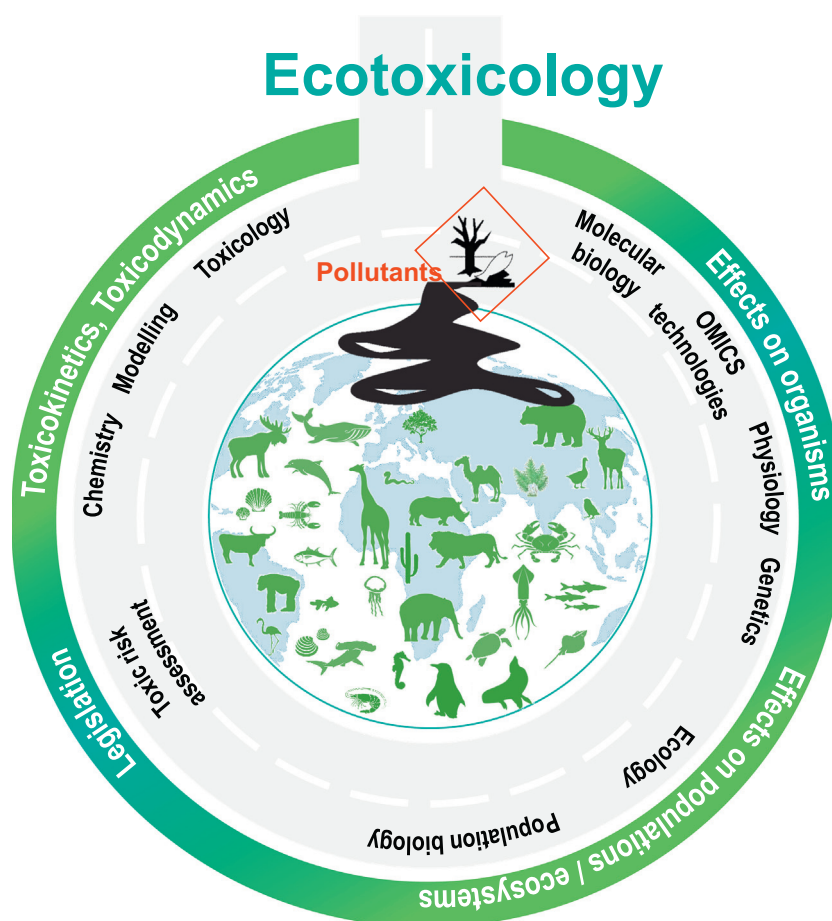 Ecotoxicology
Pollutants
Effects on organisms
Molecular
biology
OMICS
technologies
Physiology
Genetics
Effects on populations / ecosystems
Ecology
Population biology
Legislation
Toxic risk
assessment
Toxicokinetics, Toxicodynamics
Chemistry
Modelling
Toxicology